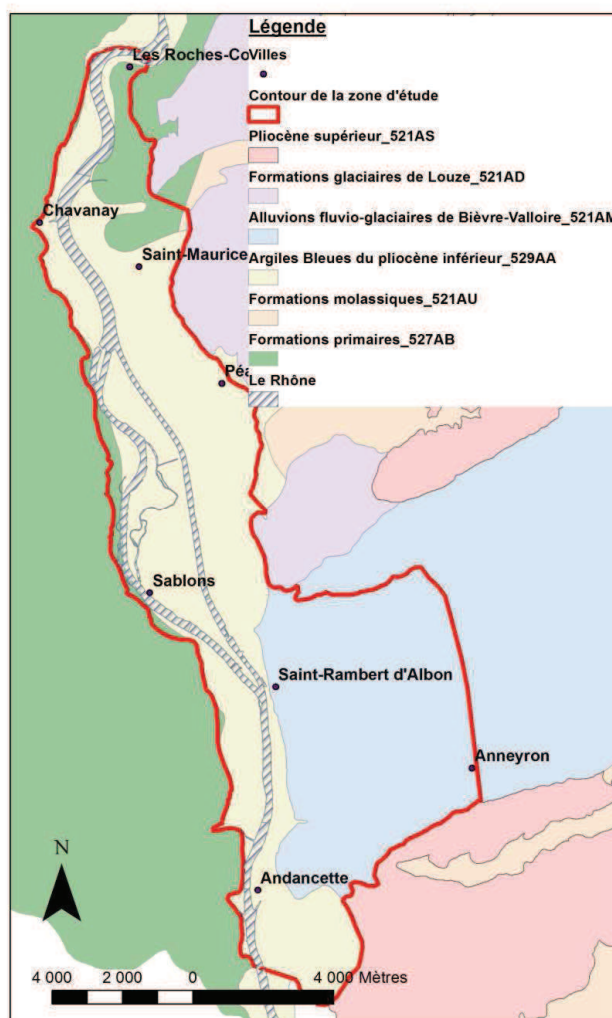 Légende
Villes
Contour de la zone d'étude
Pliocène supérieur_521AS
Formations glaciaires de Louze_521AD
Alluvions fluvio-glaciaires de Bièvre-Valloire_521AM
Argiles Bleues du pliocène inférieur_529AA
Formations molassiques_521AU
Formations primaires_527AB
Le Rhône
Les Roches-Co
Chavanay
Saint-Maurice
Péa
Sablons
Saint-Rambert d'Albon
Anneyron
Andancette
N
4 000 2 000 0 4 000 Mètres